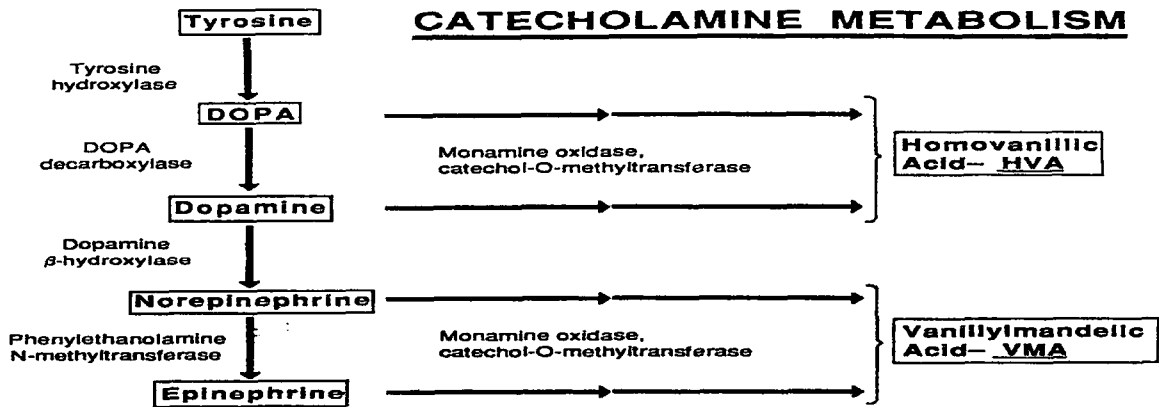 CATECHOLAMINE METABOLISM
Tyrosine
Tyrosine
hydroxylase
DOPA
DOPA
decarboxylase
Monamine oxidase,
catechol-O-methyltransferase
Homovanillic
Acid– HVA
Dopamine
Dopamine
β-hydroxylase
Norepinephrine
Phenylethanolamine
N-methyltransferase
Monamine oxidase,
catechol-O-methyltransferase
Vanillylmandelic
Acid– VMA
Epinephrine